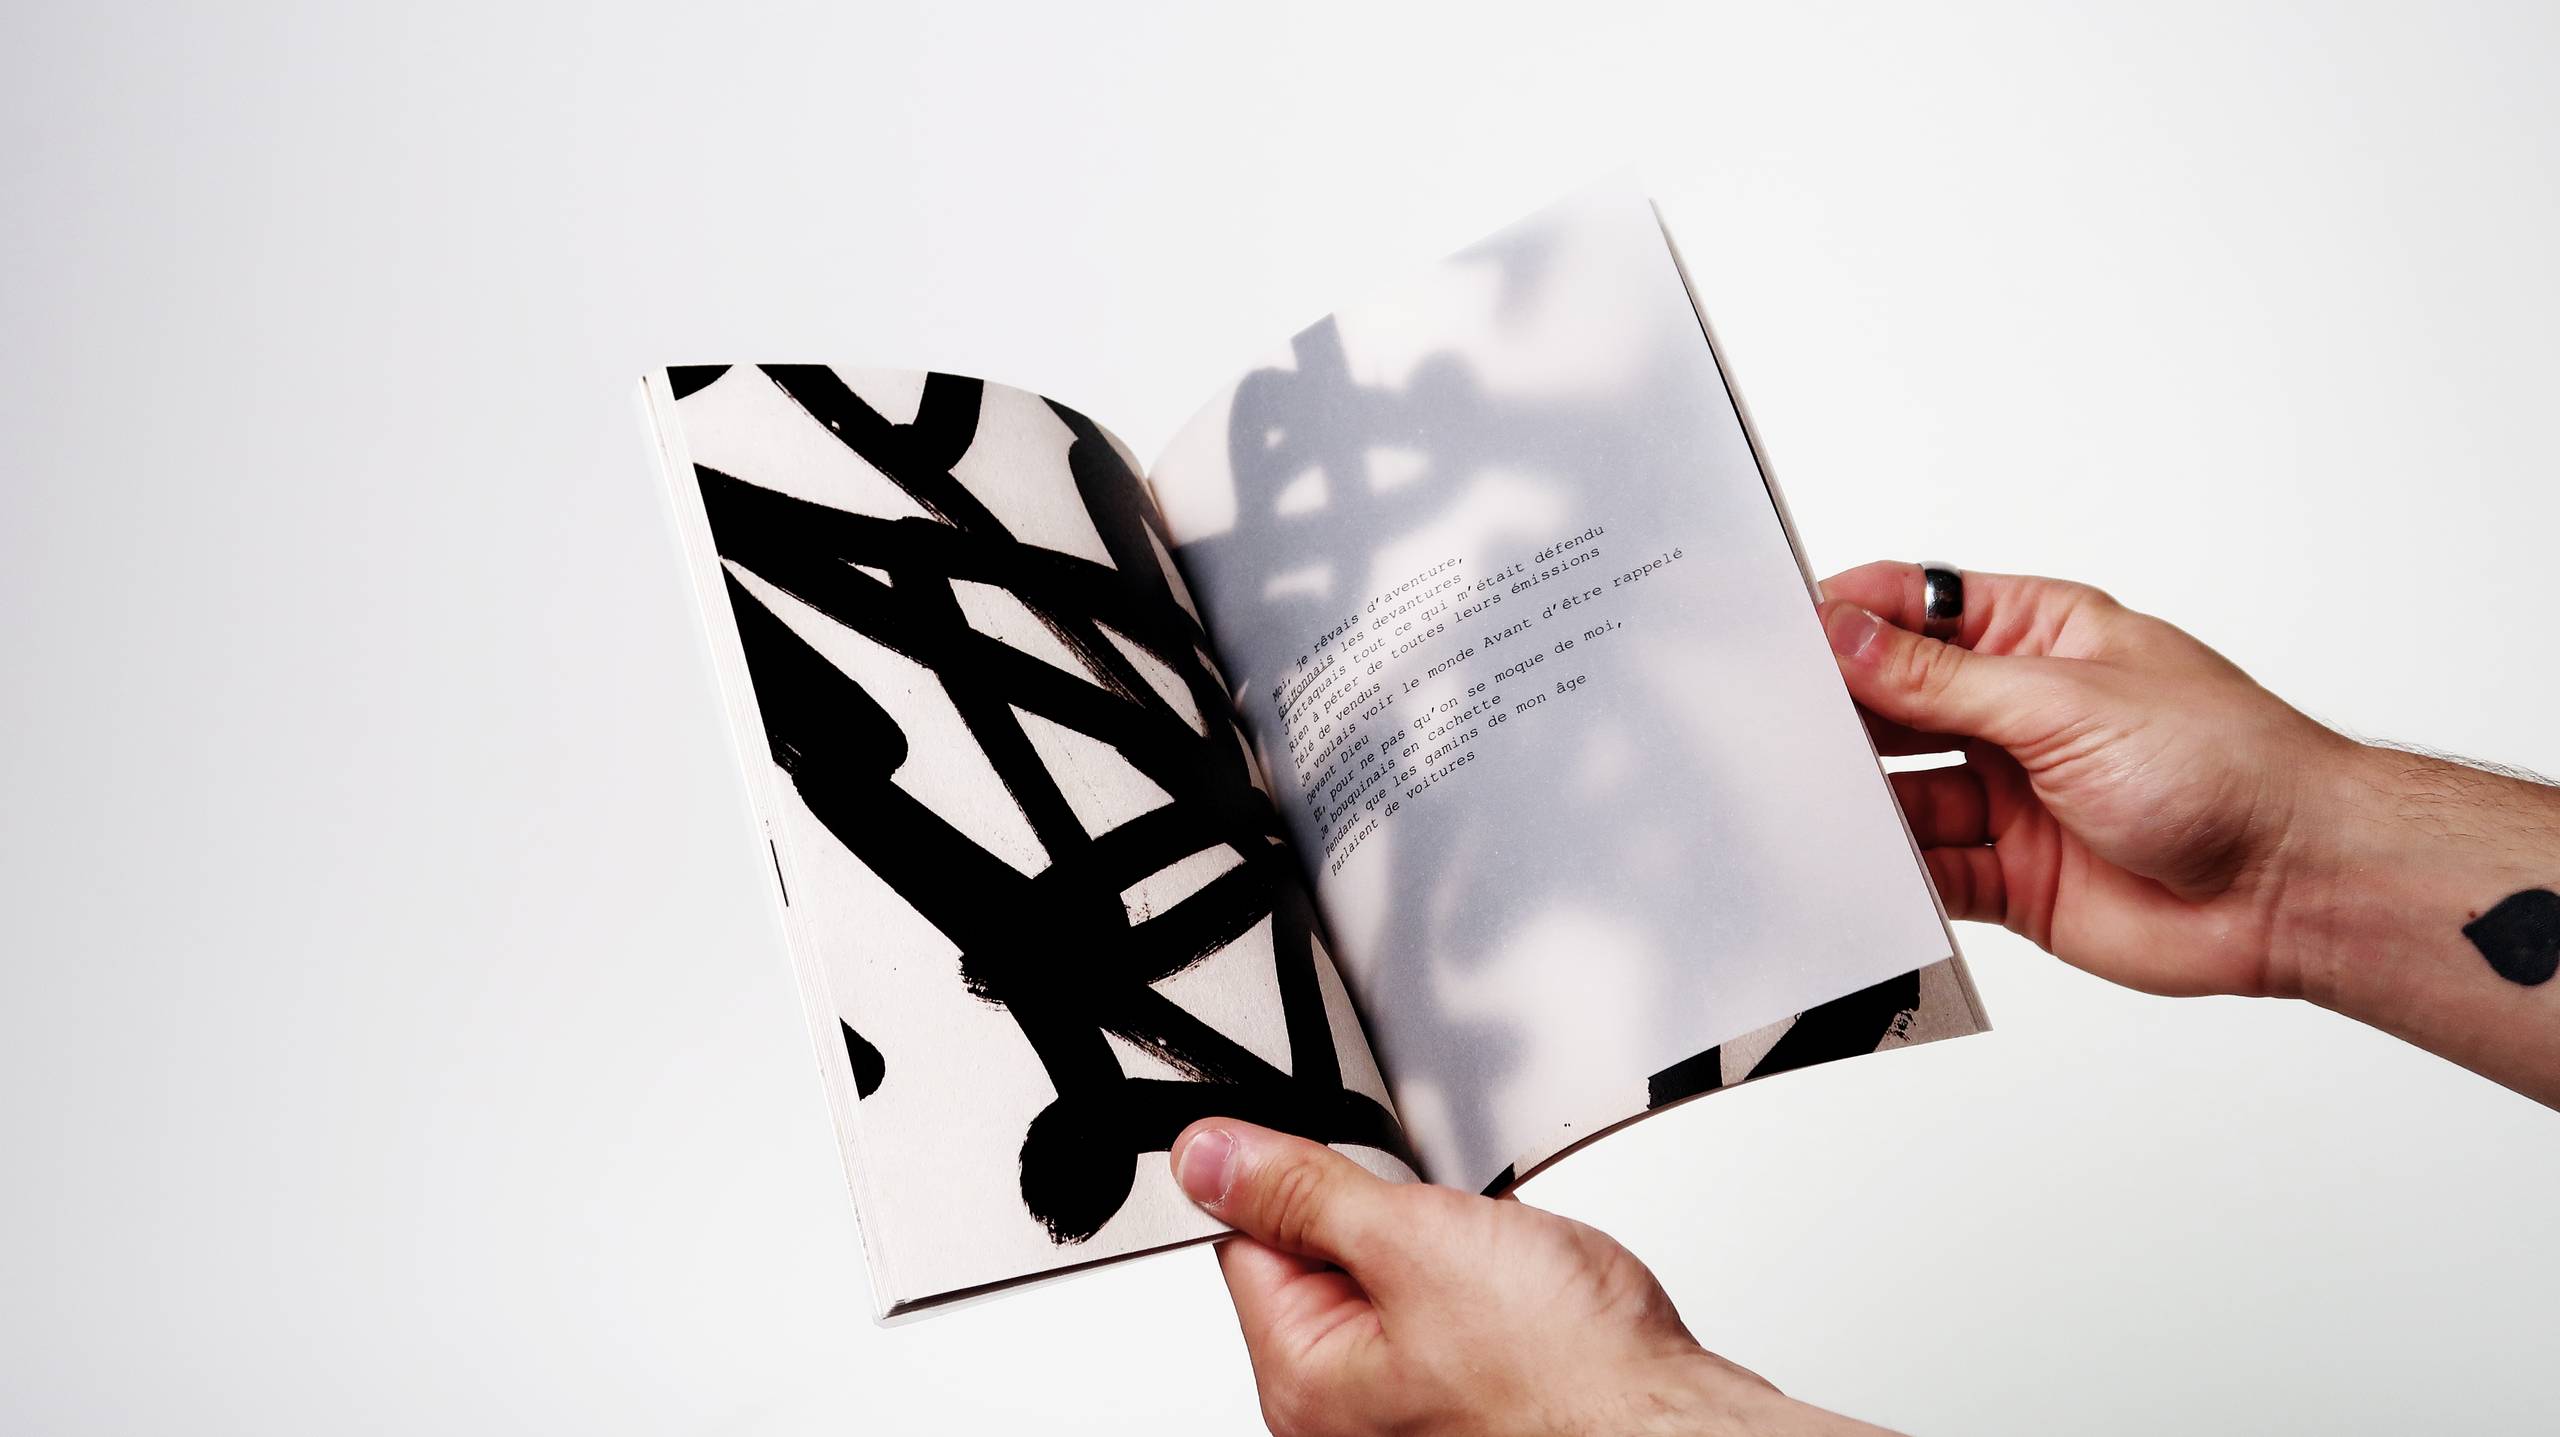 Moi, je rêvais d'aventure,
Griffonnais les devantures
J'attaquais tout ce qui m'était défendu
Rien à péter de toutes leurs émissions
Télé de vendus
Je voulais voir le monde Avant d'être rappelé
Devant Dieu
Et, pour ne pas qu'on se moque de moi,
Je bouquinais en cachette
Pendant que les gamins de mon âge
Parlaient de voitures